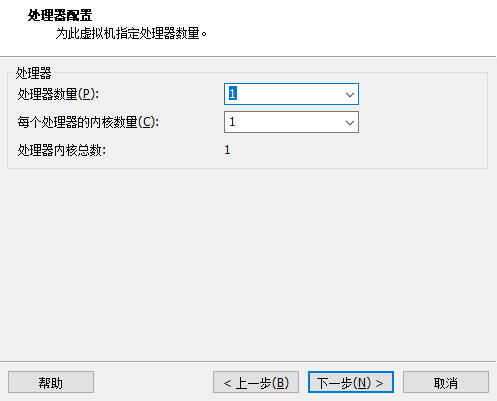 处理器配置
为此虚拟机指定处理器数量。
处理器
处理器数量(P):
1
每个处理器的内核数量(C):
1
处理器内核总数:
1
帮助
< 上一步(B)
下一步(N) >
取消